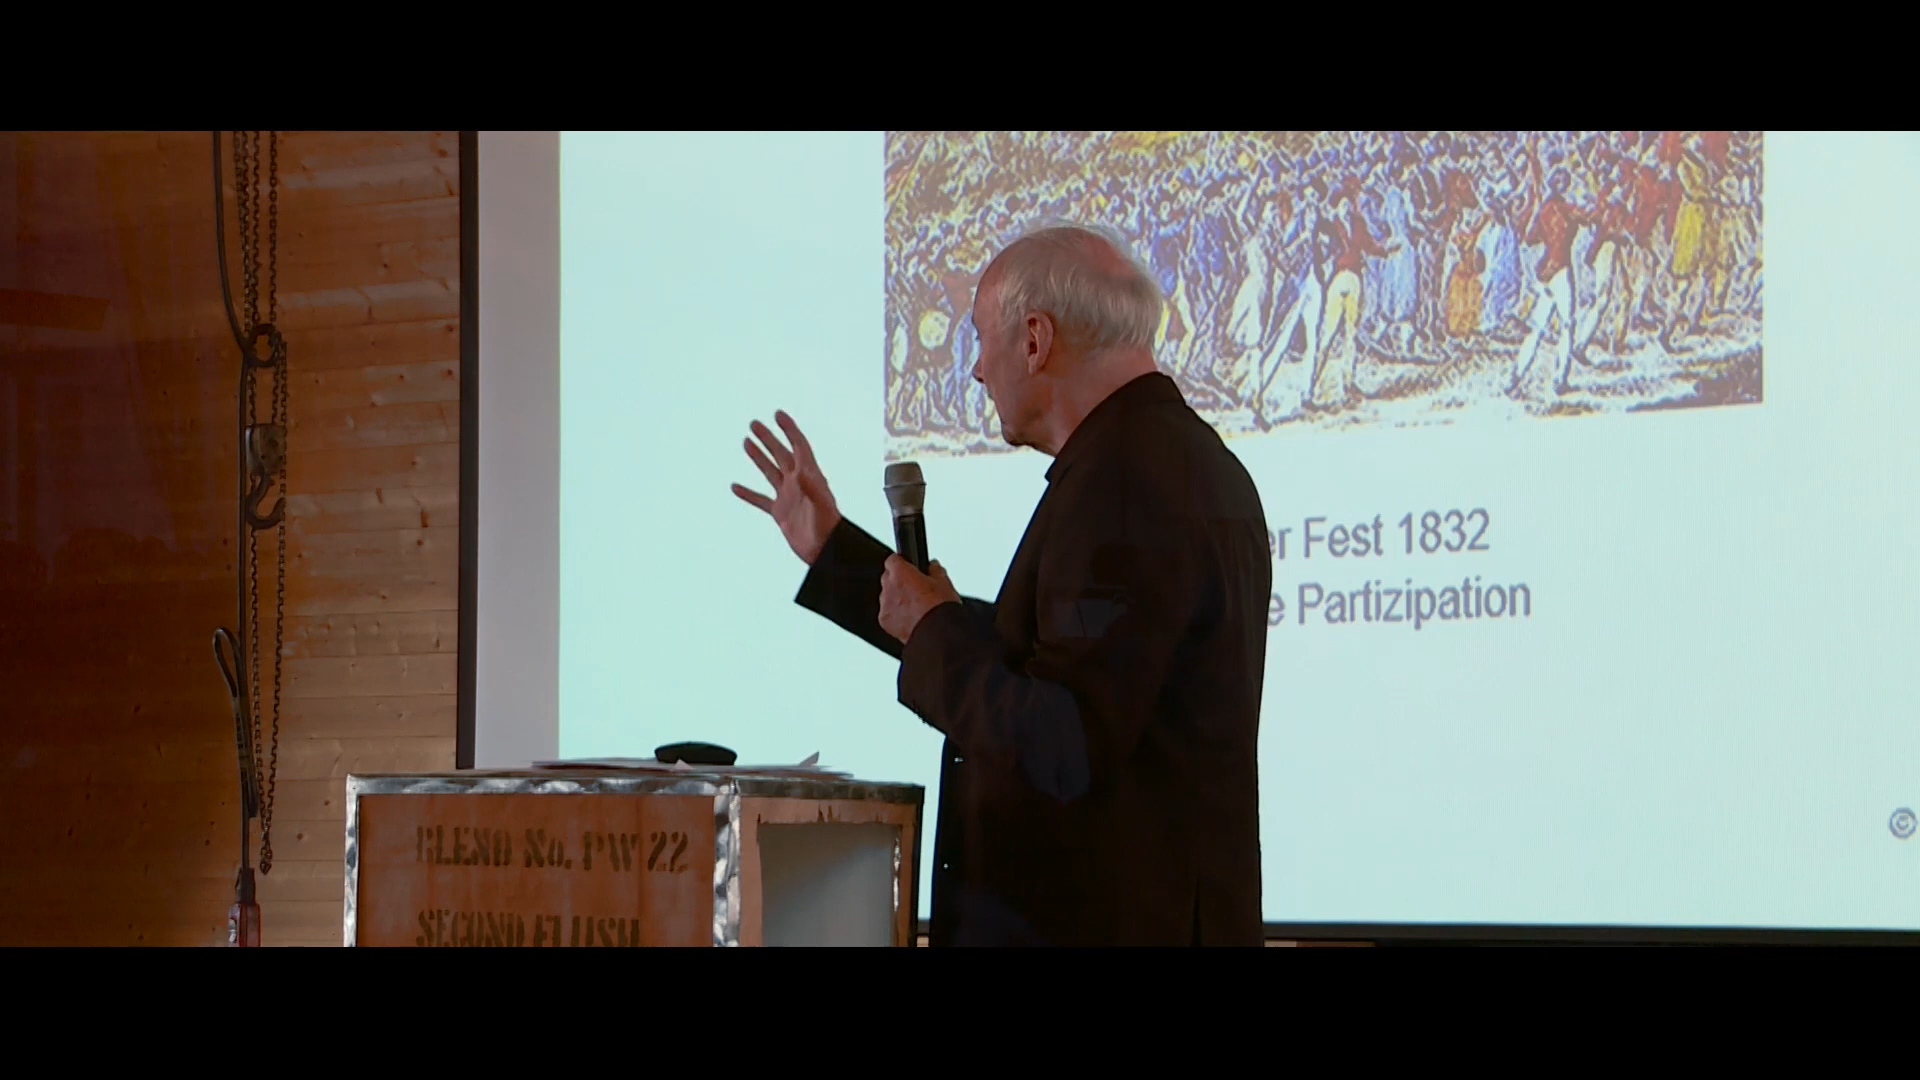 er Fest 1832
e Partizipation
©
BLEND No. PW 22
SECOND FLUSH